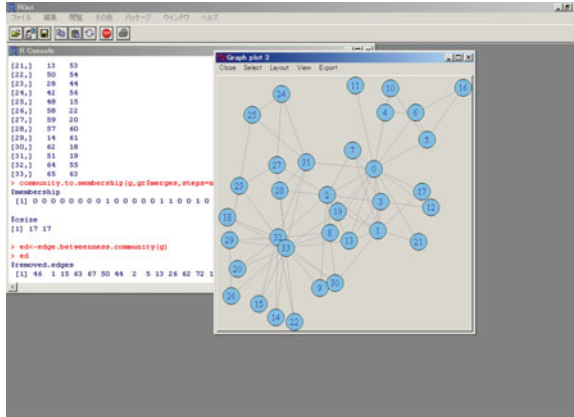 RGui
ファイル 編集 閲覧 その他 パッケージ ウインドウ ヘルプ
R Console
[21,] 13 53
[22,] 50 54
[23,] 28 44
[24,] 42 56
[25,] 48 15
[26,] 58 22
[27,] 59 20
[28,] 57 60
[29,] 14 61
[30,] 62 18
[31,] 51 19
[32,] 64 55
[33,] 65 63
> community.to.membership(g,gr$merges,steps=n
$membership
[1] 0 0 0 0 0 0 0 0 1 0 0 0 0 0 1 1 0 0 1 0
$csize
[1] 17 17
> ed<-edge.betweenness.community(g)
> ed
$removed.edges
[1] 46 1 15 63 67 50 44 2 5 13 26 62 72 1
Graph plot 3
Close Select Layout View Export
11 10 16
24
4 6
25
5
7
31
27 0
23 28 2 17
3 12
19
18
1
32 8
29 13 21
33
20
30
26 9
15
14 22